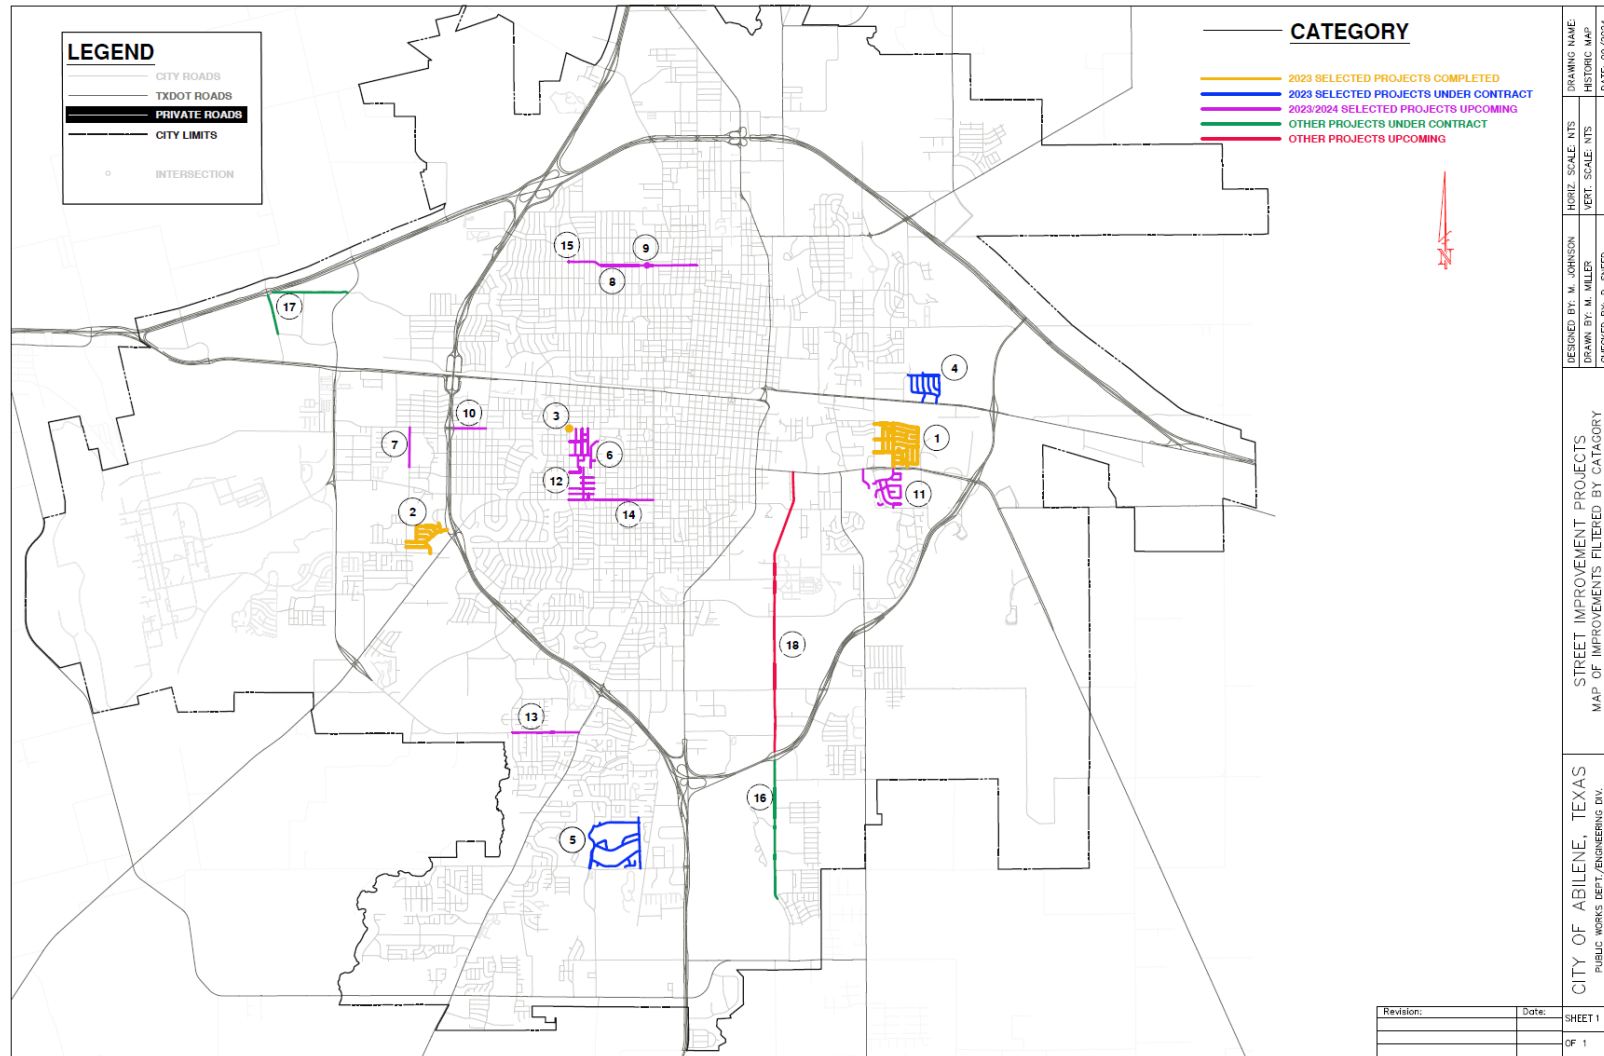 LEGEND
CITY ROADS
TXDOT ROADS
PRIVATE ROADS
CITY LIMITS
INTERSECTION
CATEGORY
2023 SELECTED PROJECTS COMPLETED
2023 SELECTED PROJECTS UNDER CONTRACT
2023/2024 SELECTED PROJECTS UPCOMING
OTHER PROJECTS UNDER CONTRACT
OTHER PROJECTS UPCOMING
N
15
9
8
17
4
3
10
7
6
1
12
11
14
2
18
13
16
5
DRAWING NAME:
HISTORIC MAP
HORIZ. SCALE: NTS
VERT. SCALE: NTS
DESIGNED BY: M. JOHNSON
DRAWN BY: M. MILLER
STREET IMPROVEMENT PROJECTS
MAP OF IMPROVEMENTS FILTERED BY CATAGORY
CITY OF ABILENE, TEXAS
PUBLIC WORKS DEPT./ENGINEERING DIV.
Revision:
Date:
SHEET 1
OF 1